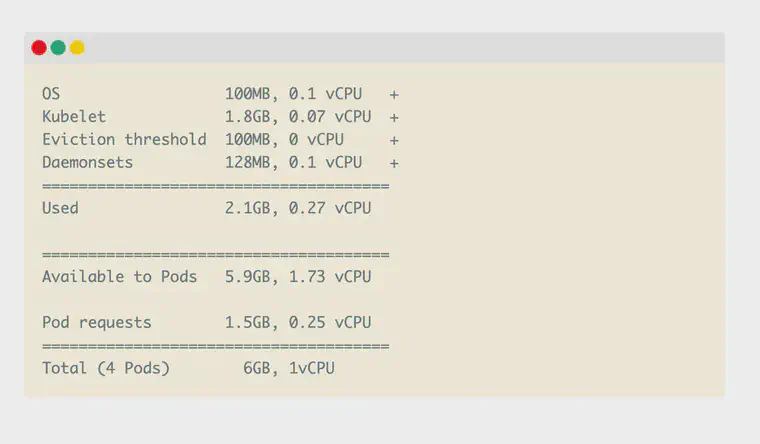 OS                  100MB, 0.1 vCPU   +
Kubelet             1.8GB, 0.07 vCPU  +
Eviction threshold  100MB, 0 vCPU     +
Daemonsets          128MB, 0.1 vCPU   +
======================================
Used                2.1GB, 0.27 vCPU
======================================
Available to Pods   5.9GB, 1.73 vCPU
Pod requests        1.5GB, 0.25 vCPU
======================================
Total (4 Pods)        6GB, 1vCPU